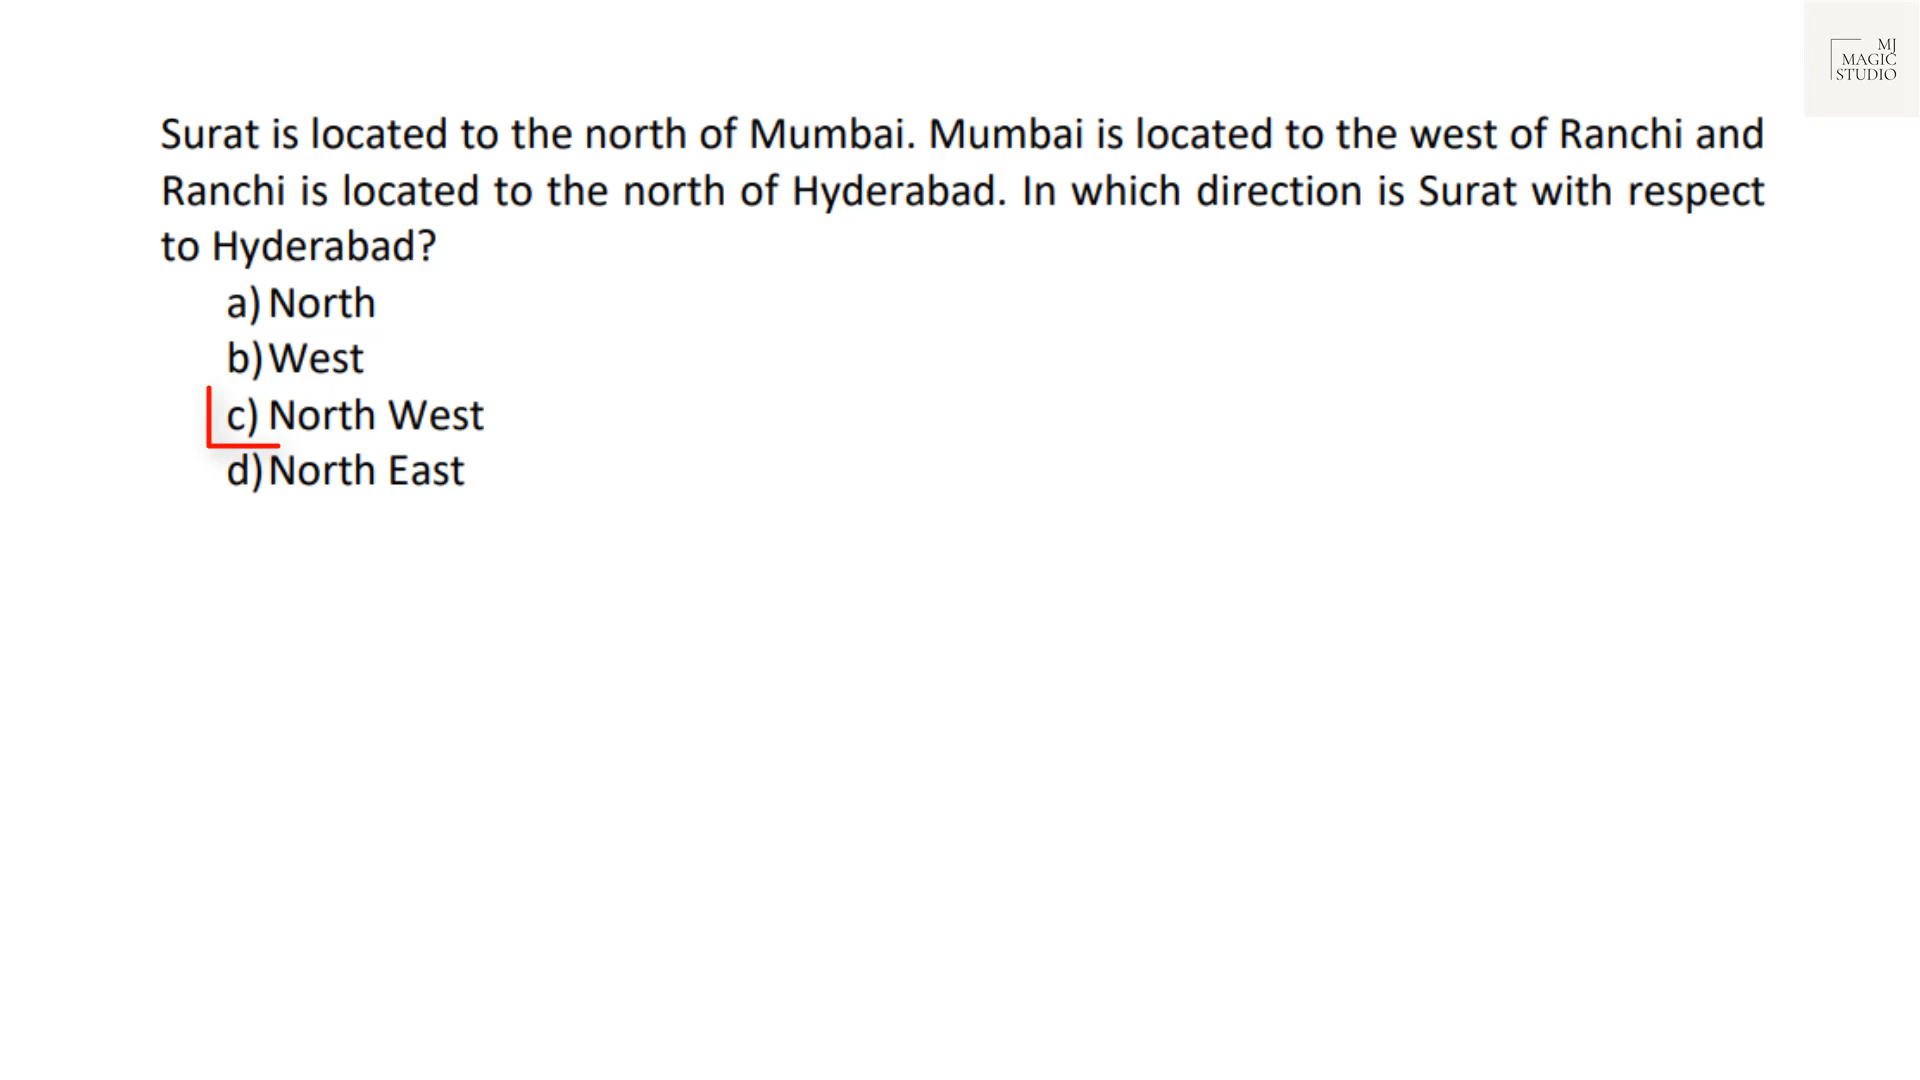 MJ
MAGIC
STUDIO
Surat is located to the north of Mumbai. Mumbai is located to the west of Ranchi and
Ranchi is located to the north of Hyderabad. In which direction is Surat with respect
to Hyderabad?
a) North
b) West
c) North West
d) North East